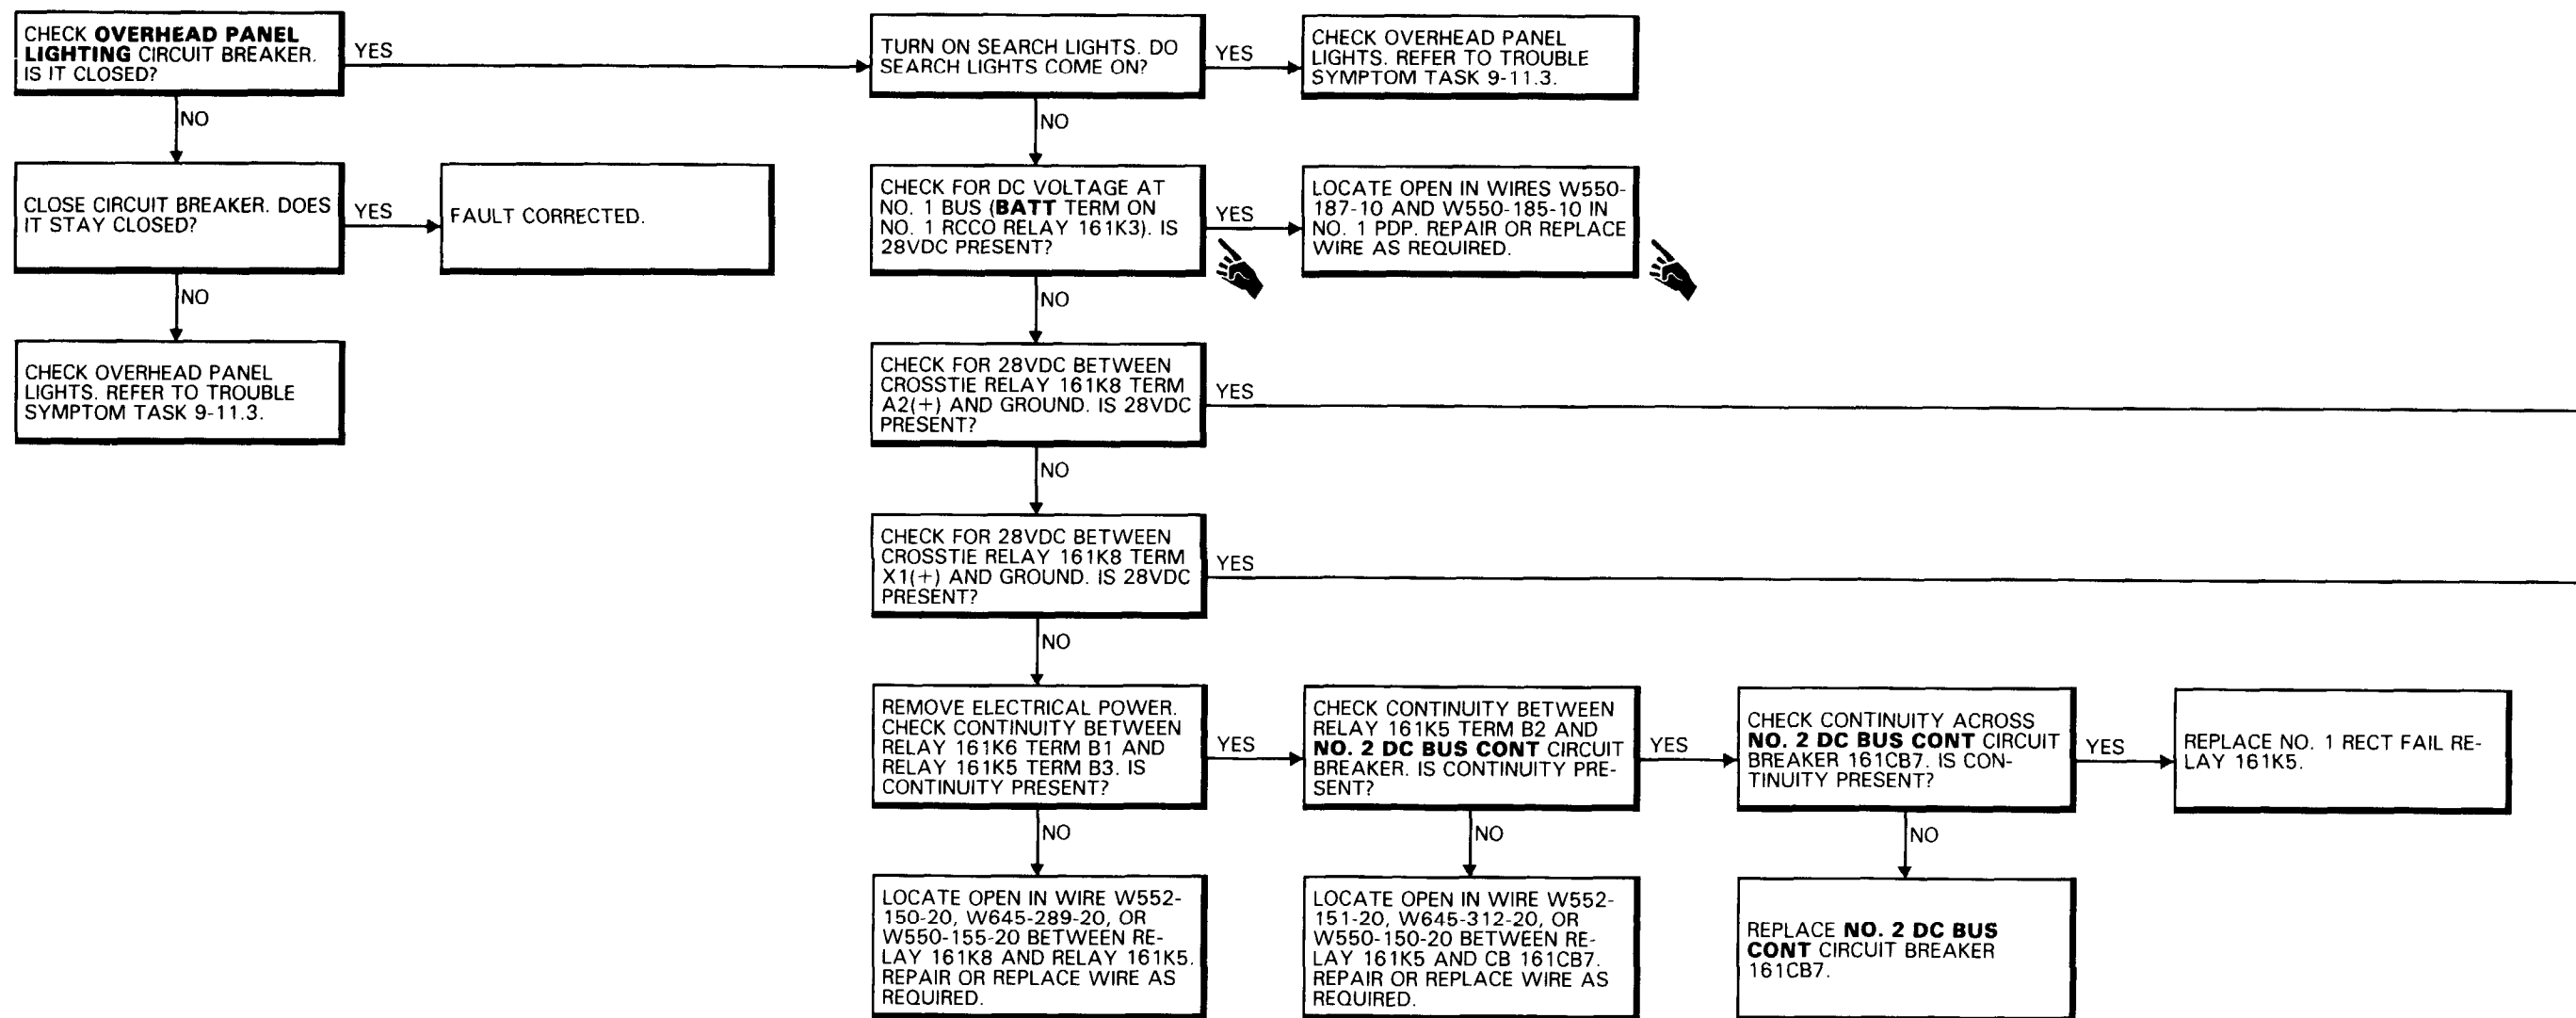 CHECK OVERHEAD PANEL
LIGHTING CIRCUIT BREAKER.
IS IT CLOSED?
YES
TURN ON SEARCH LIGHTS. DO
SEARCH LIGHTS COME ON?
YES
CHECK OVERHEAD PANEL
LIGHTS. REFER TO TROUBLE
SYMPTOM TASK 9-11.3.
NO
NO
CLOSE CIRCUIT BREAKER. DOES
IT STAY CLOSED?
YES
FAULT CORRECTED.
CHECK FOR DC VOLTAGE AT
NO. 1 BUS (BATT TERM ON
NO. 1 RCCO RELAY 161K3). IS
28VDC PRESENT?
YES
LOCATE OPEN IN WIRES W550-
187-10 AND W550-185-10 IN
NO. 1 PDP. REPAIR OR REPLACE
WIRE AS REQUIRED.
NO
NO
CHECK OVERHEAD PANEL
LIGHTS. REFER TO TROUBLE
SYMPTOM TASK 9-11.3.
CHECK FOR 28VDC BETWEEN
CROSSTIE RELAY 161K8 TERM
A2(+) AND GROUND. IS 28VDC
PRESENT?
YES
NO
CHECK FOR 28VDC BETWEEN
CROSSTIE RELAY 161K8 TERM
X1(+) AND GROUND. IS 28VDC
PRESENT?
YES
NO
REMOVE ELECTRICAL POWER.
CHECK CONTINUITY BETWEEN
RELAY 161K6 TERM B1 AND
RELAY 161K5 TERM B3. IS
CONTINUITY PRESENT?
YES
CHECK CONTINUITY BETWEEN
RELAY 161K5 TERM B2 AND
NO. 2 DC BUS CONT CIRCUIT
BREAKER. IS CONTINUITY PRE-
SENT?
YES
CHECK CONTINUITY ACROSS
NO. 2 DC BUS CONT CIRCUIT
BREAKER 161CB7. IS CON-
TINUITY PRESENT?
YES
REPLACE NO. 1 RECT FAIL RE-
LAY 161K5.
NO
NO
NO
LOCATE OPEN IN WIRE W552-
150-20, W645-289-20, OR
W550-155-20 BETWEEN RE-
LAY 161K8 AND RELAY 161K5.
REPAIR OR REPLACE WIRE AS
REQUIRED.
LOCATE OPEN IN WIRE W552-
151-20, W645-312-20, OR
W550-150-20 BETWEEN RE-
LAY 161K5 AND CB 161CB7.
REPAIR OR REPLACE WIRE AS
REQUIRED.
REPLACE NO. 2 DC BUS
CONT CIRCUIT BREAKER
161CB7.